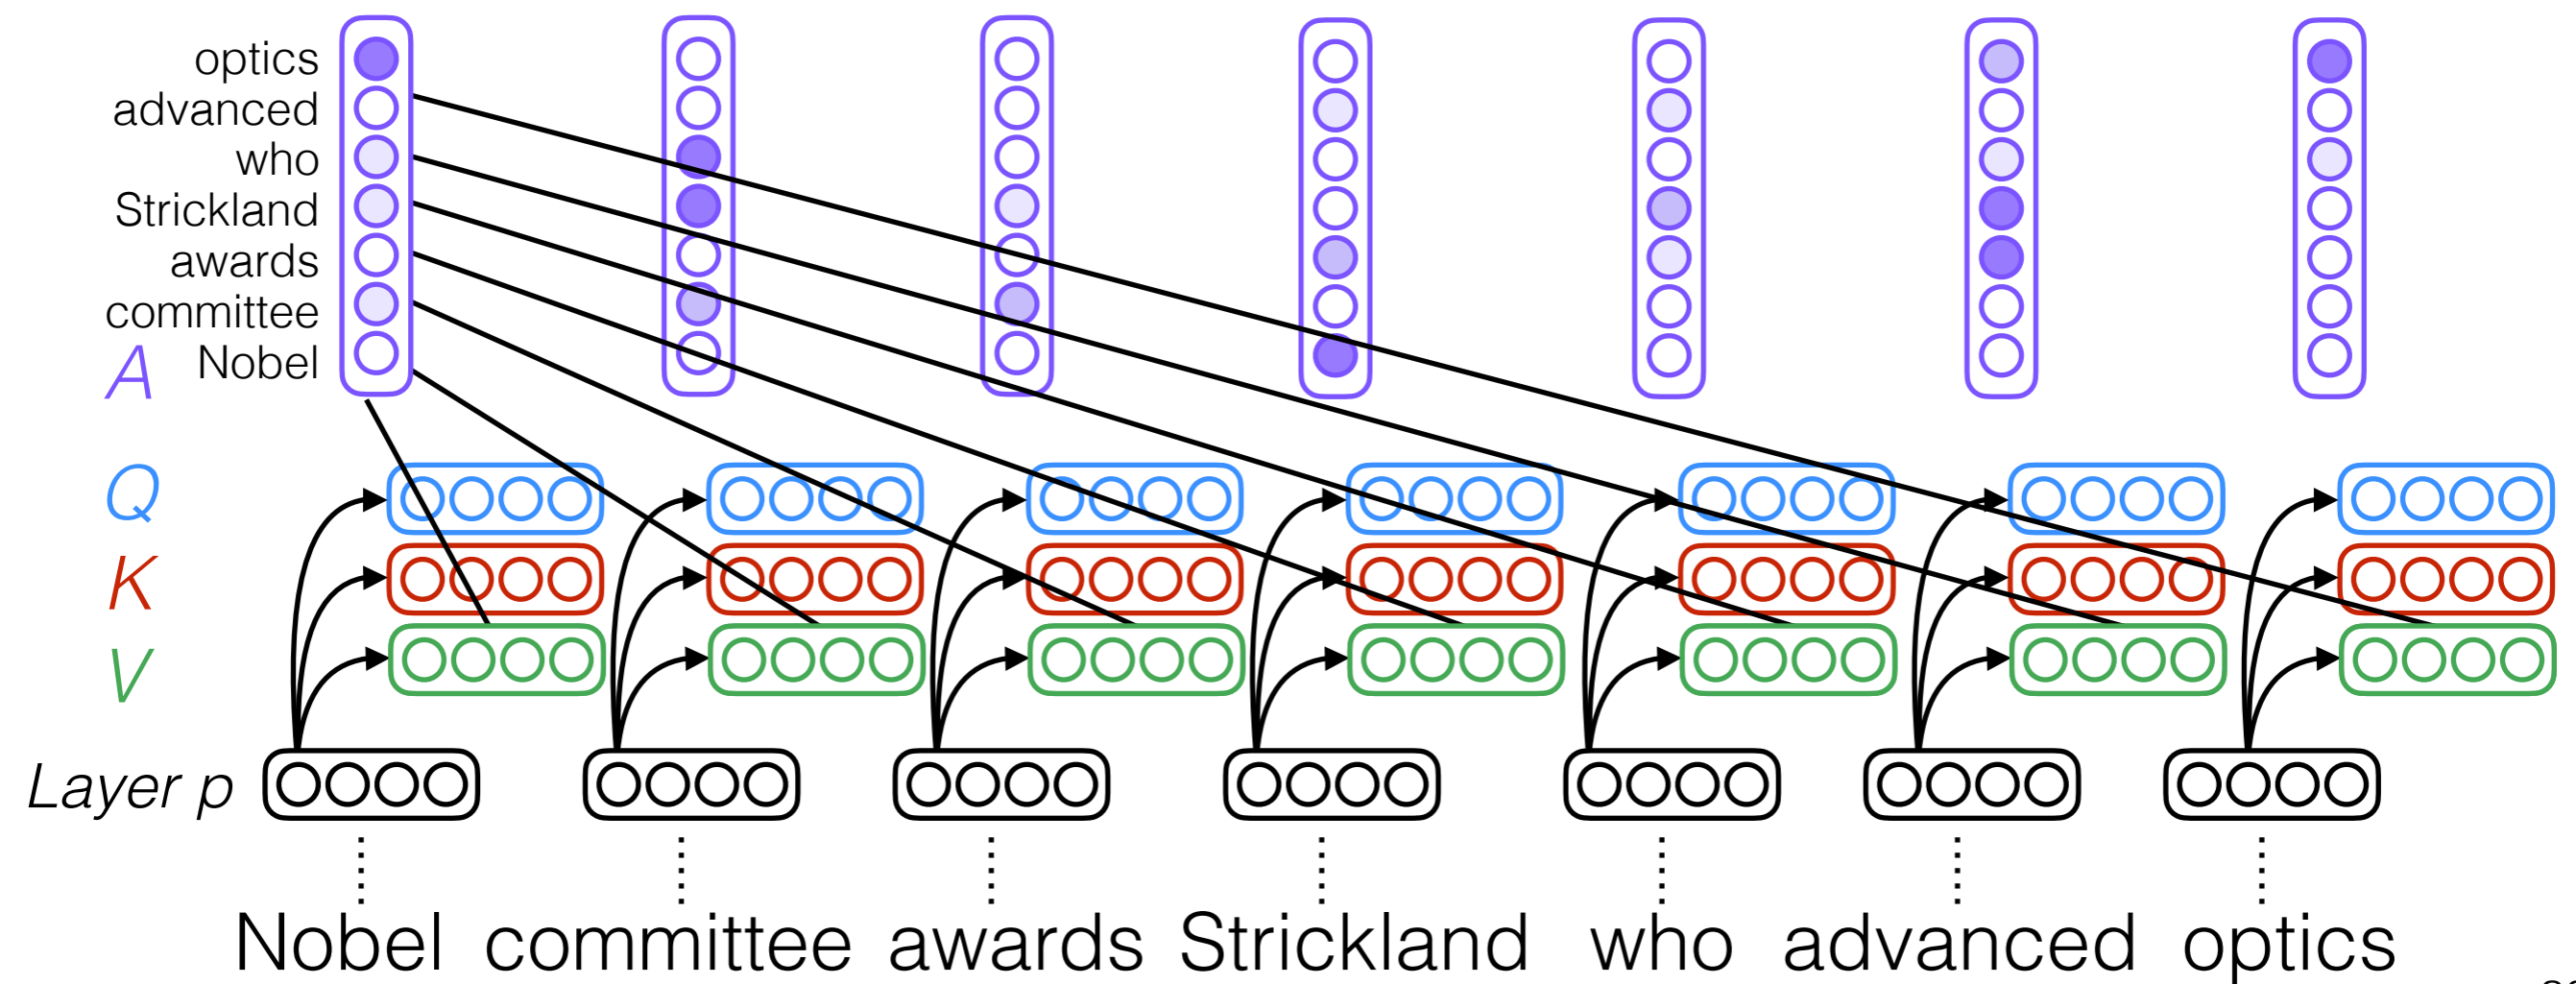 optics
advanced
who
Strickland
awards
committee
A Nobel
Q
K
V
Layer p
Nobel committee awards Strickland who advanced optics